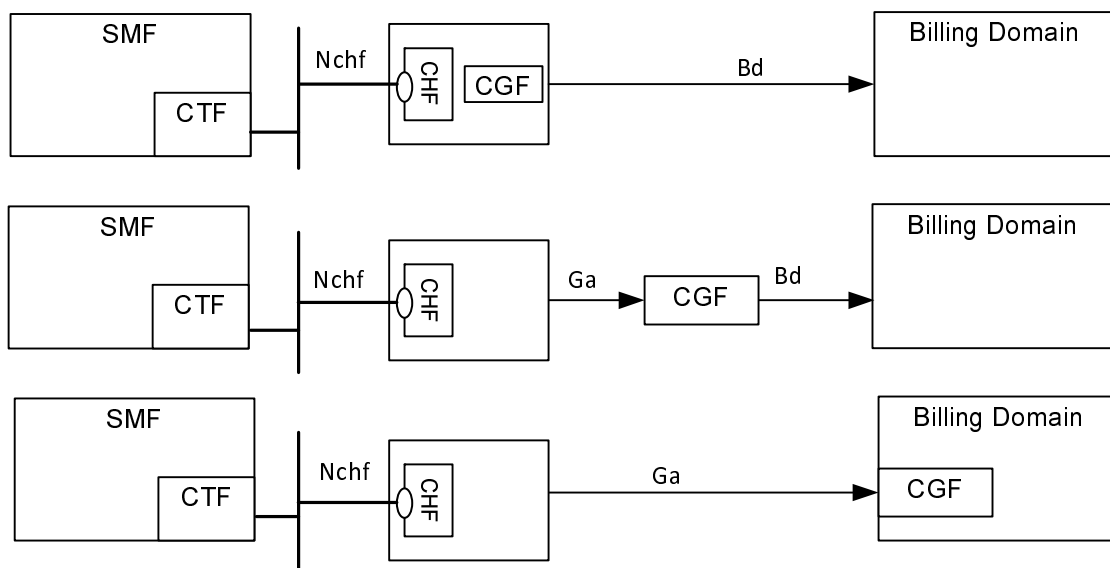 SMF
CTF
Nchf
CHF
CGF
Bd
Billing Domain
SMF
CTF
Nchf
CHF
Ga
CGF
Bd
Billing Domain
SMF
CTF
Nchf
CHF
Ga
Billing Domain
CGF